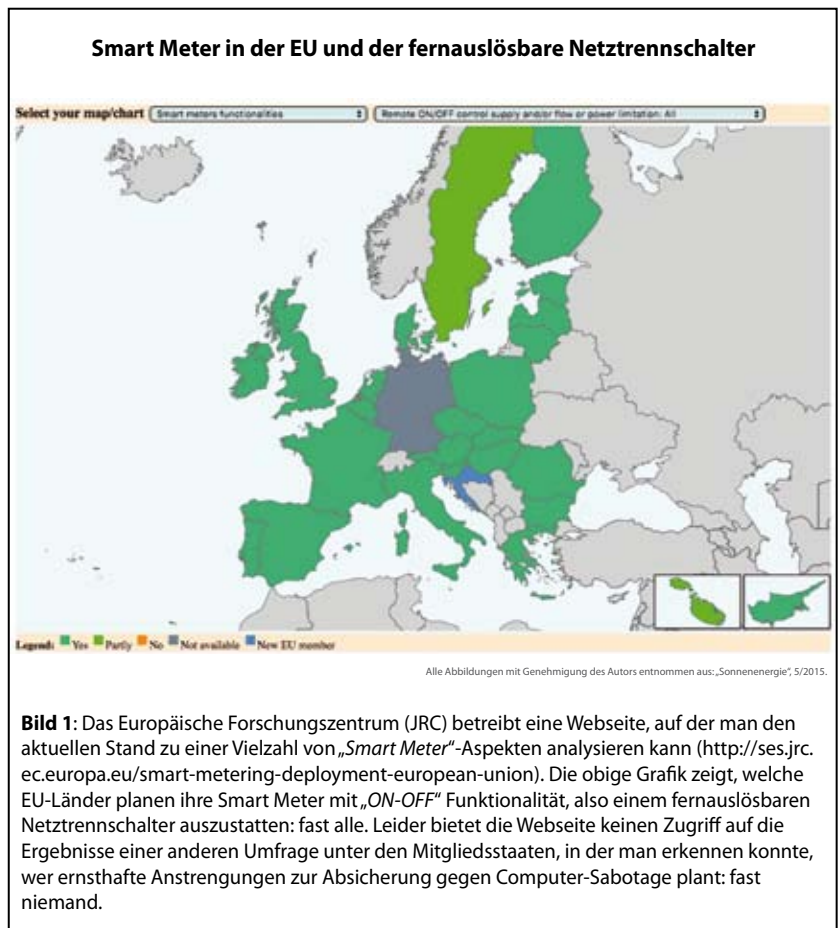 Smart Meter in der EU und der fernauslösbare Netztrennschalter
Select your map/chart Smart meters functionalities Remote ON/OFF control supply and/or flow or power limitation: All
Legend: Yes Partly No Not available New EU member
Alle Abbildungen mit Genehmigung des Autors entnommen aus: „Sonnenenergie“, 5/2015.
Bild 1: Das Europäische Forschungszentrum (JRC) betreibt eine Webseite, auf der man den
aktuellen Stand zu einer Vielzahl von „Smart Meter“-Aspekten analysieren kann (http://ses.jrc.
ec.europa.eu/smart-metering-deployment-european-union). Die obige Grafik zeigt, welche
EU-Länder planen ihre Smart Meter mit „ON-OFF“ Funktionalität, also einem fernauslösbaren
Netztrennschalter auszustatten: fast alle. Leider bietet die Webseite keinen Zugriff auf die
Ergebnisse einer anderen Umfrage unter den Mitgliedsstaaten, in der man erkennen konnte,
wer ernsthafte Anstrengungen zur Absicherung gegen Computer-Sabotage plant: fast
niemand.